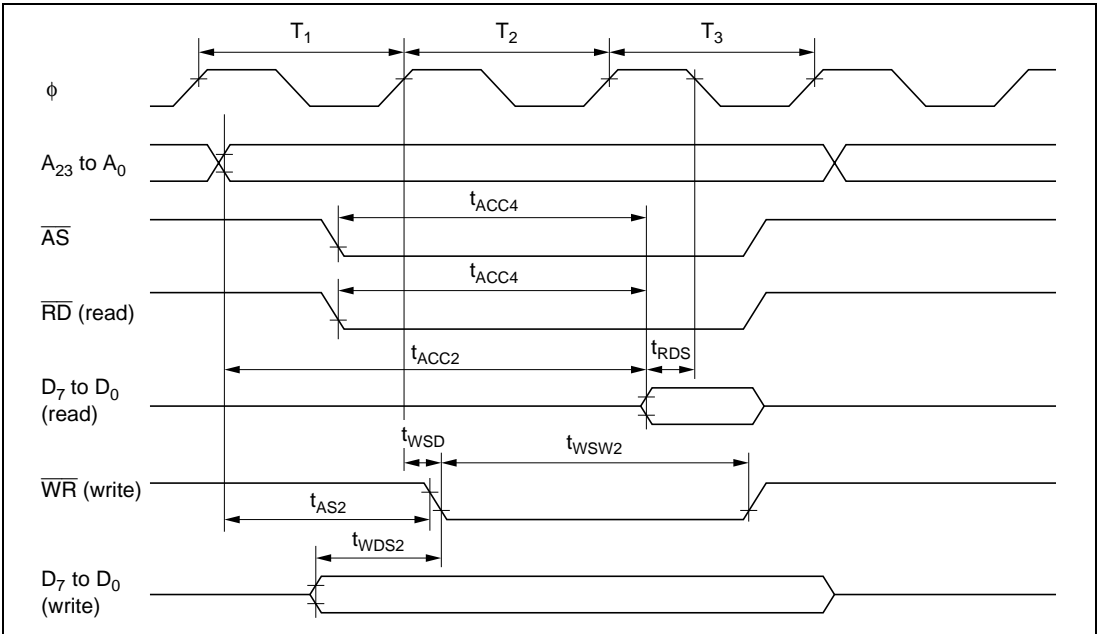 T1 T2 T3
ϕ
A23 to A0
tACC4
AS
tACC4
RD (read)
tACC2 tRDS
D7 to D0
(read)
tWSD tWSW2
WR (write)
tAS2
tWDS2
D7 to D0
(write)